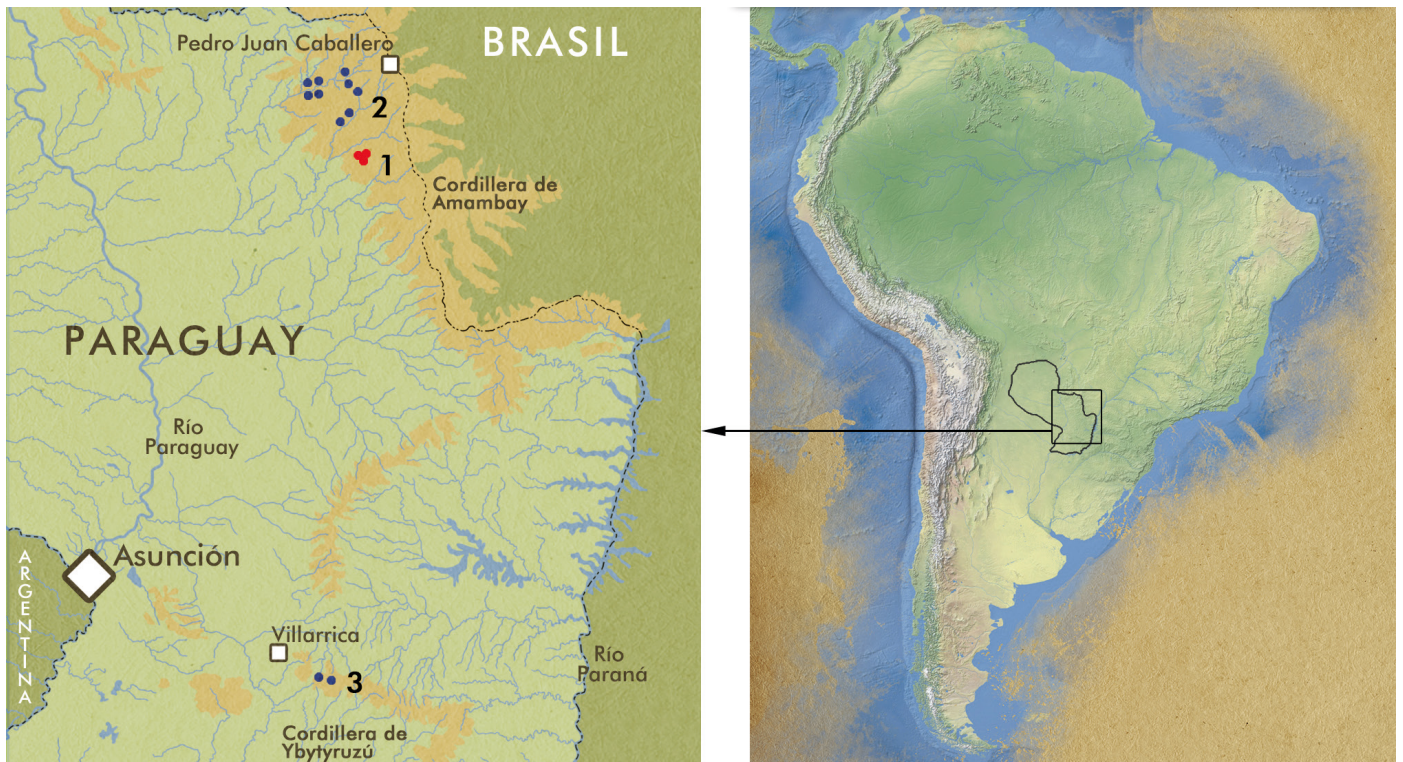 Pedro Juan Caballero
BRASIL
2
1
Cordillera de
Amambay
PARAGUAY
Río
Paraguay
Asunción
ARGENTINA
Villarrica
3
Río
Paraná
Cordillera de
Ybytyruzú